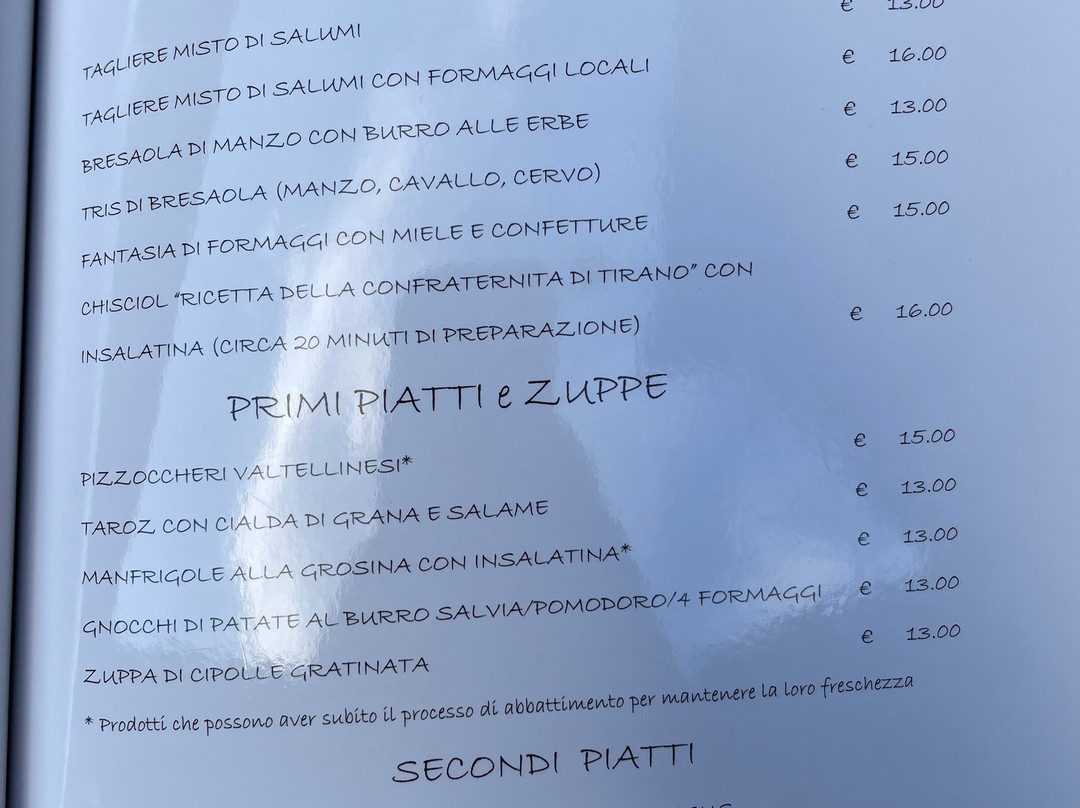 TAGLIERE MISTO DI SALUMI € 13.00
TAGLIERE MISTO DI SALUMI CON FORMAGGI LOCALI € 16.00
BRESAOLA DI MANZO CON BURRO ALLE ERBE € 13.00
TRIS DI BRESAOLA (MANZO, CAVALLO, CERVO) € 15.00
FANTASIA DI FORMAGGI CON MIELE E CONFETTURE € 15.00
CHISCIOL “RICETTA DELLA CONFRATERNITA DI TIRANO” CON
INSALATINA (CIRCA 20 MINUTI DI PREPARAZIONE) € 16.00
PRIMI PIATTI e ZUPPE
PIZZOCCHERI VALTELLINESI* € 15.00
TAROZ CON CIALDA DI GRANA E SALAME € 13.00
MANFRIGOLE ALLA GROSINA CON INSALATINA* € 13.00
GNOCCHI DI PATATE AL BURRO SALVIA/POMODORO/4 FORMAGGI € 13.00
ZUPPA DI CIPOLLE GRATINATA € 13.00
* Prodotti che possono aver subito il processo di abbattimento per mantenere la loro freschezza
SECONDI PIATTI